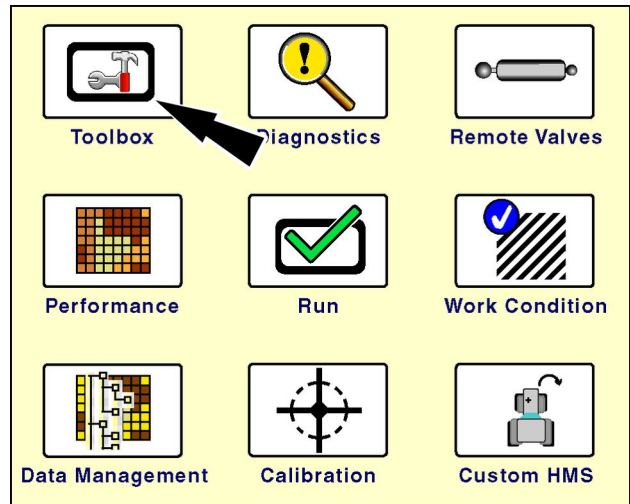 Toolbox
Diagnostics
Remote Valves
Performance
Run
Work Condition
Data Management
Calibration
Custom HMS